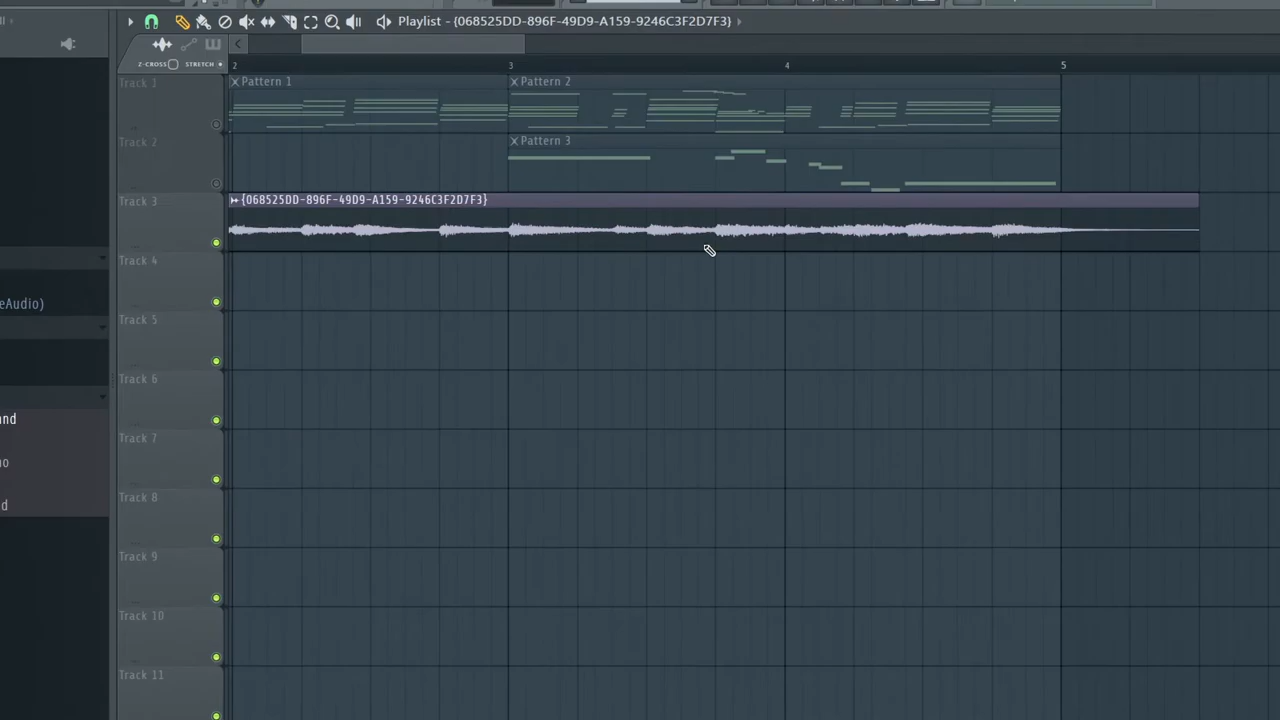 Playlist - {068525DD-896F-49D9-A159-9246C3F2D7F3}
Z-CROSS STRETCH
2 3 4 5
Track 1
Pattern 1
Pattern 2
Track 2
Pattern 3
Track 3
{068525DD-896F-49D9-A159-9246C3F2D7F3}
Track 4
eAudio)
Track 5
Track 6
and
Track 7
no
Track 8
d
Track 9
Track 10
Track 11